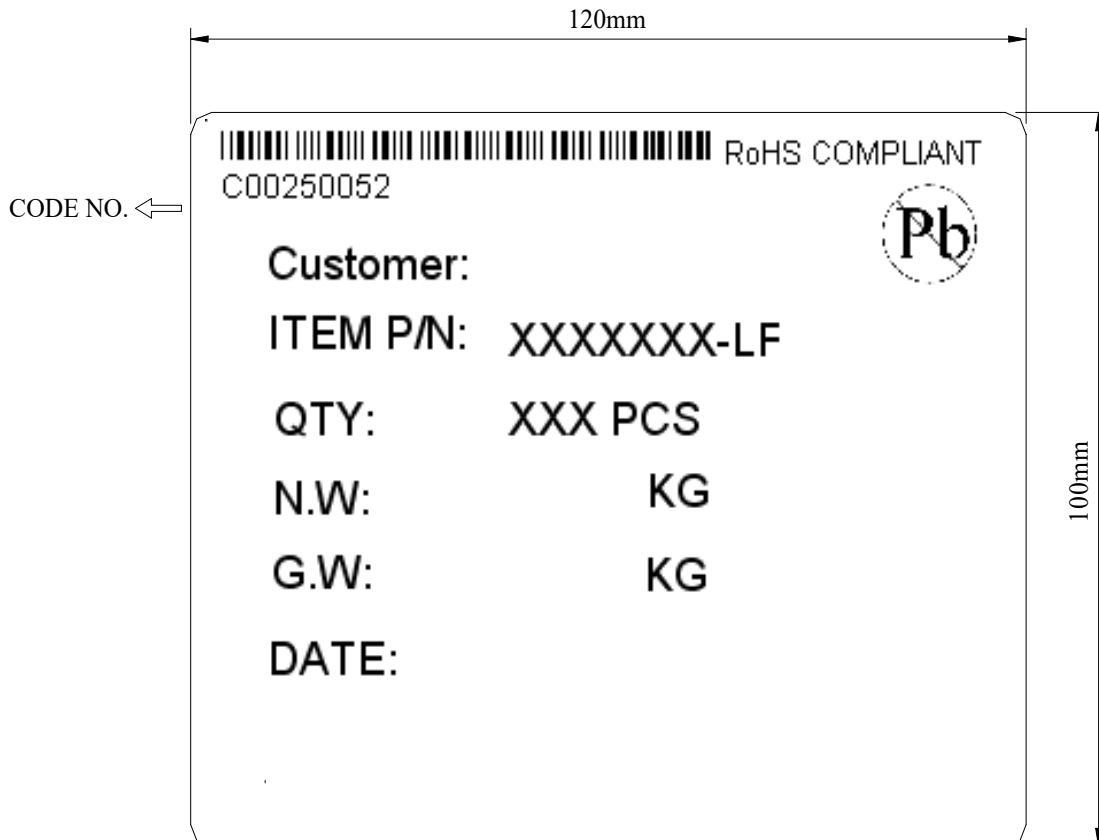 120mm
RoHS COMPLIANT
C00250052
CODE NO.
Pb
Customer:
ITEM P/N: XXXXXXX-LF
QTY: XXX PCS
N.W: KG
G.W: KG
DATE:
100mm